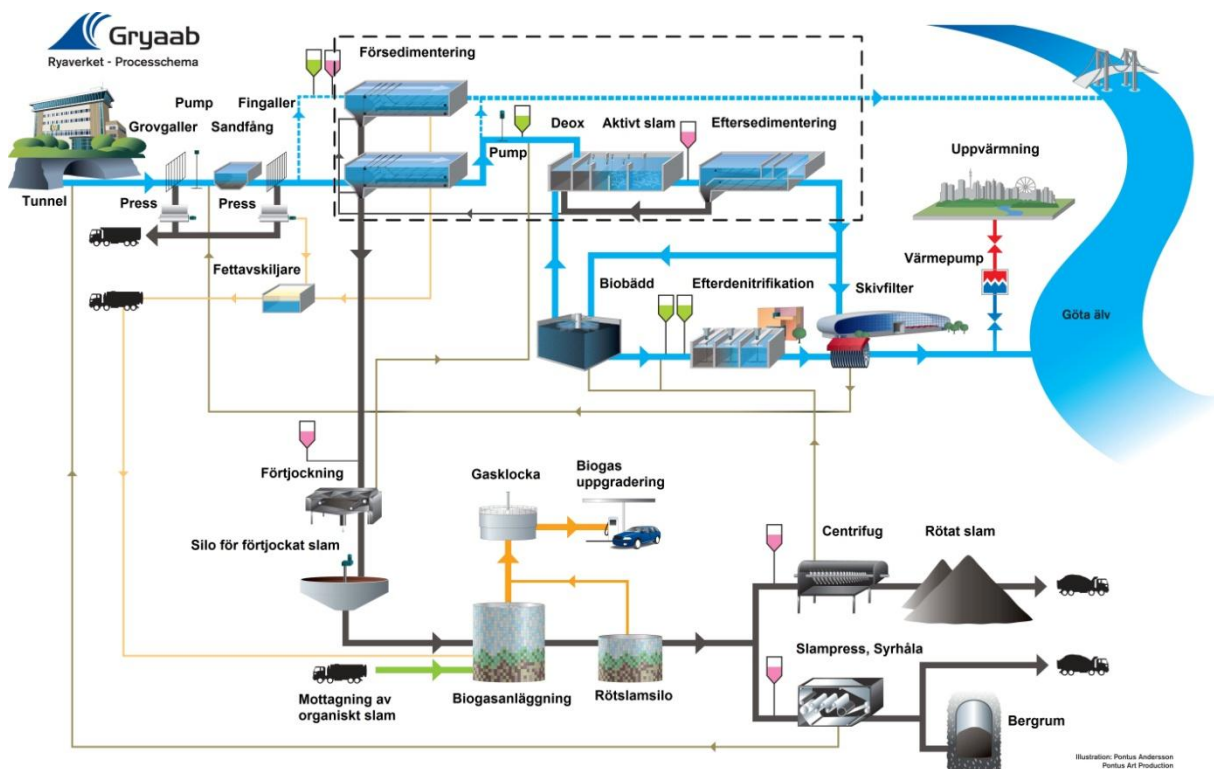 Gryaab
Ryaverket - Processchema
Försedimentering
Pump
Fingaller
Grovgaller
Sandfång
Tunnel
Press
Press
Pump
Deox
Aktivt slam
Eftersedimentering
Uppvärmning
Värmepump
Göta älv
Fettavskiljare
Biobädd
Efterdenitrifikation
Skivfilter
Förtjockning
Silo för förtjockat slam
Gasklocka
Biogas
uppgradering
Centrifug
Rötat slam
Slampress, Syrhåla
Mottagning av
organiskt slam
Biogasanläggning
Rötslamsilo
Bergrum
Illustration: Pontus Andersson
Pontus Art Production